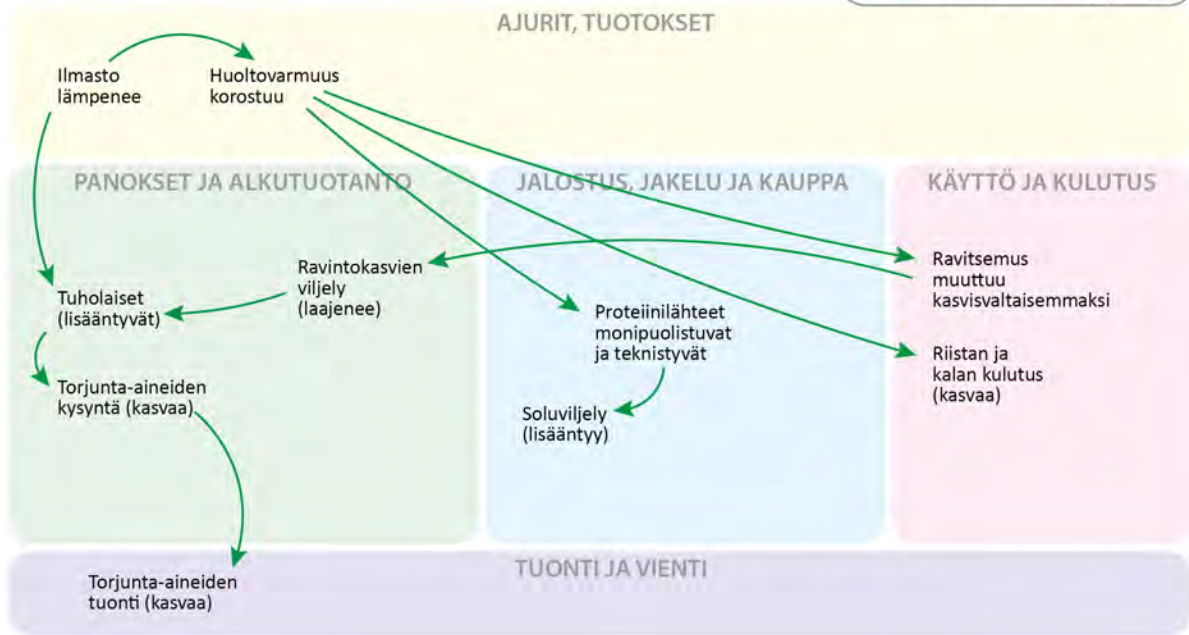 AJURIT, TUOTOKSET
Ilmasto
lämpenee
Huoltovarmuus
korostuu
PANOKSET JA ALKUTUOTANTO
JALOSTUS, JAKELU JA KAUPPA
KÄYTTÖ JA KULUTUS
Ravintokasvien
viljely
(laajenee)
Tuholaiset
(lisääntyvät)
Torjunta-aineiden
kysyntä (kasvaa)
Proteiinilähteet
monipuolistuvat
ja teknistyvät
Soluviljely
(lisääntyy)
Ravitsemus
muuttuu
kasvisvaltaisemmaksi
Riistan ja
kalan kulutus
(kasvaa)
TUONTI JA VIENTI
Torjunta-aineiden
tuonti (kasvaa)